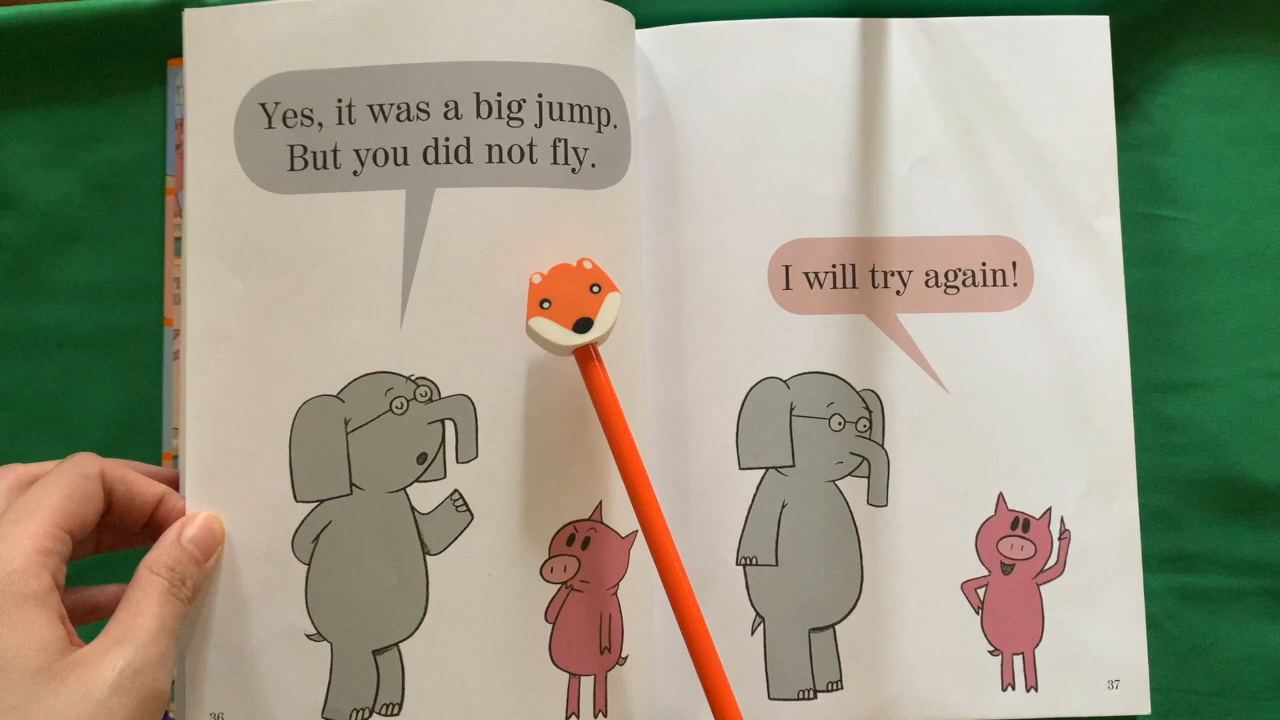 Yes, it was a big jump.
But you did not fly.
I will try again!
36
37